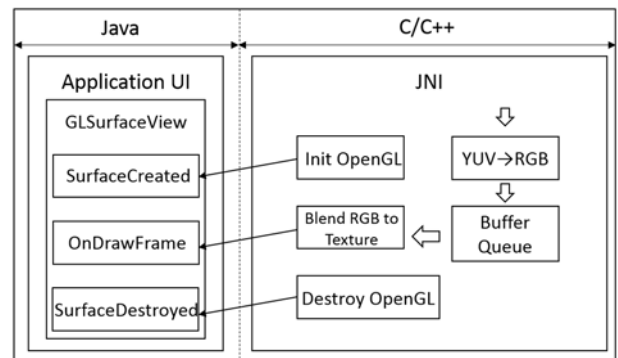 Java
C/C++
Application UI
JNI
GLSurfaceView
SurfaceCreated
OnDrawFrame
SurfaceDestroyed
Init OpenGL
Blend RGB to
Texture
Destroy OpenGL
YUV→RGB
Buffer
Queue